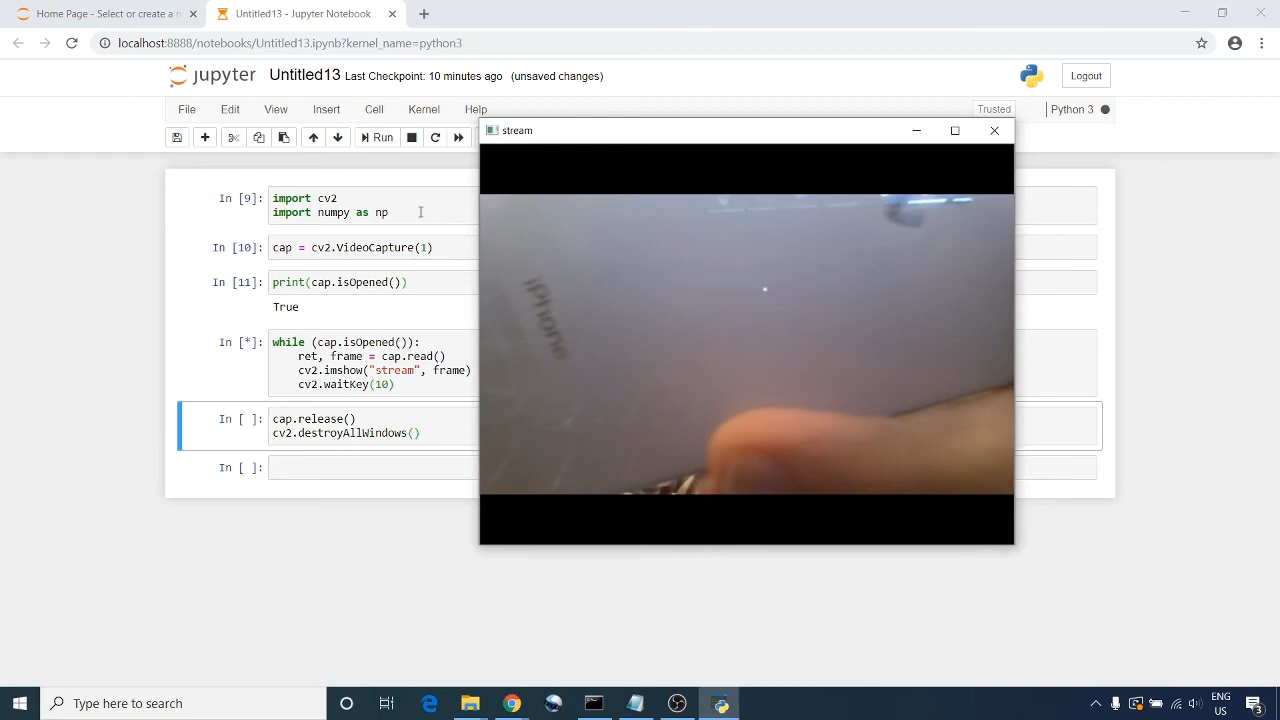 Home Page - Select or create a n
Untitled13 - Jupyter Notebook
localhost:8888/notebooks/Untitled13.ipynb?kernel_name=python3
jupyter Untitled13 Last Checkpoint: 10 minutes ago (unsaved changes)
Logout
File Edit View Insert Cell Kernel Help
Trusted
Python 3
Run
stream
In [9]:
import cv2
import numpy as np
In [10]:
cap = cv2.VideoCapture(1)
In [11]:
print(cap.isOpened())
True
In [*]:
while (cap.isOpened()):
ret, frame = cap.read()
cv2.imshow("stream", frame)
cv2.waitKey(10)
In [ ]:
cap.release()
cv2.destroyAllWindows()
In [ ]:
iPhone
Type here to search
ENG
US
3